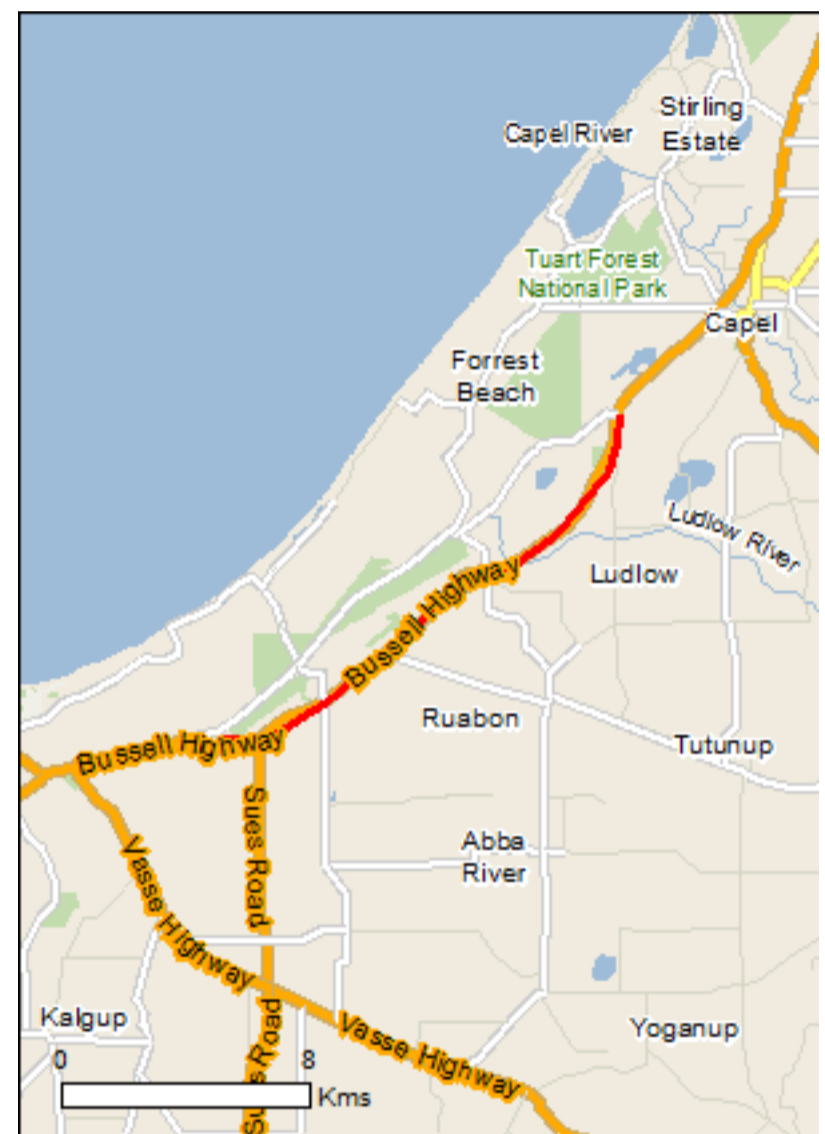 Stirling
Estate
Capel River
Tuart Forest
National Park
Capel
Forrest
Beach
Ludlow River
Ludlow
Bussell Highway
Ruabon
Tutunup
Bussell Highway
Sues Road
Vasse Highway
Abba
River
Kalgup
Sues Road
Vasse Highway
Yoganup
0 8
Kms